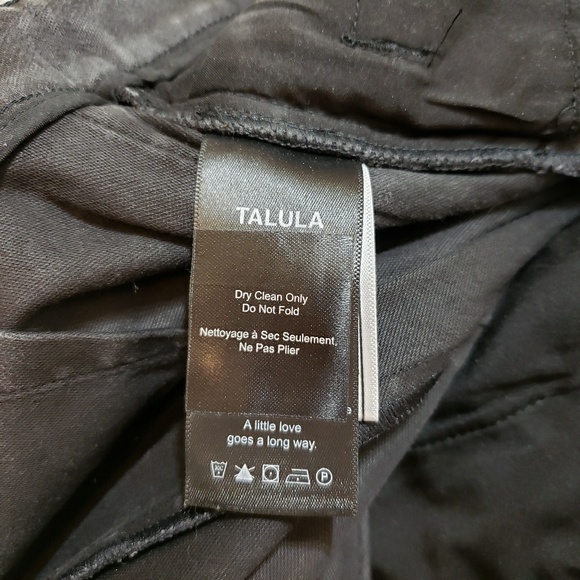 TALULA
Dry Clean Only
Do Not Fold
Nettoyage à Sec Seulement,
Ne Pas Plier
A little love
goes a long way.
P